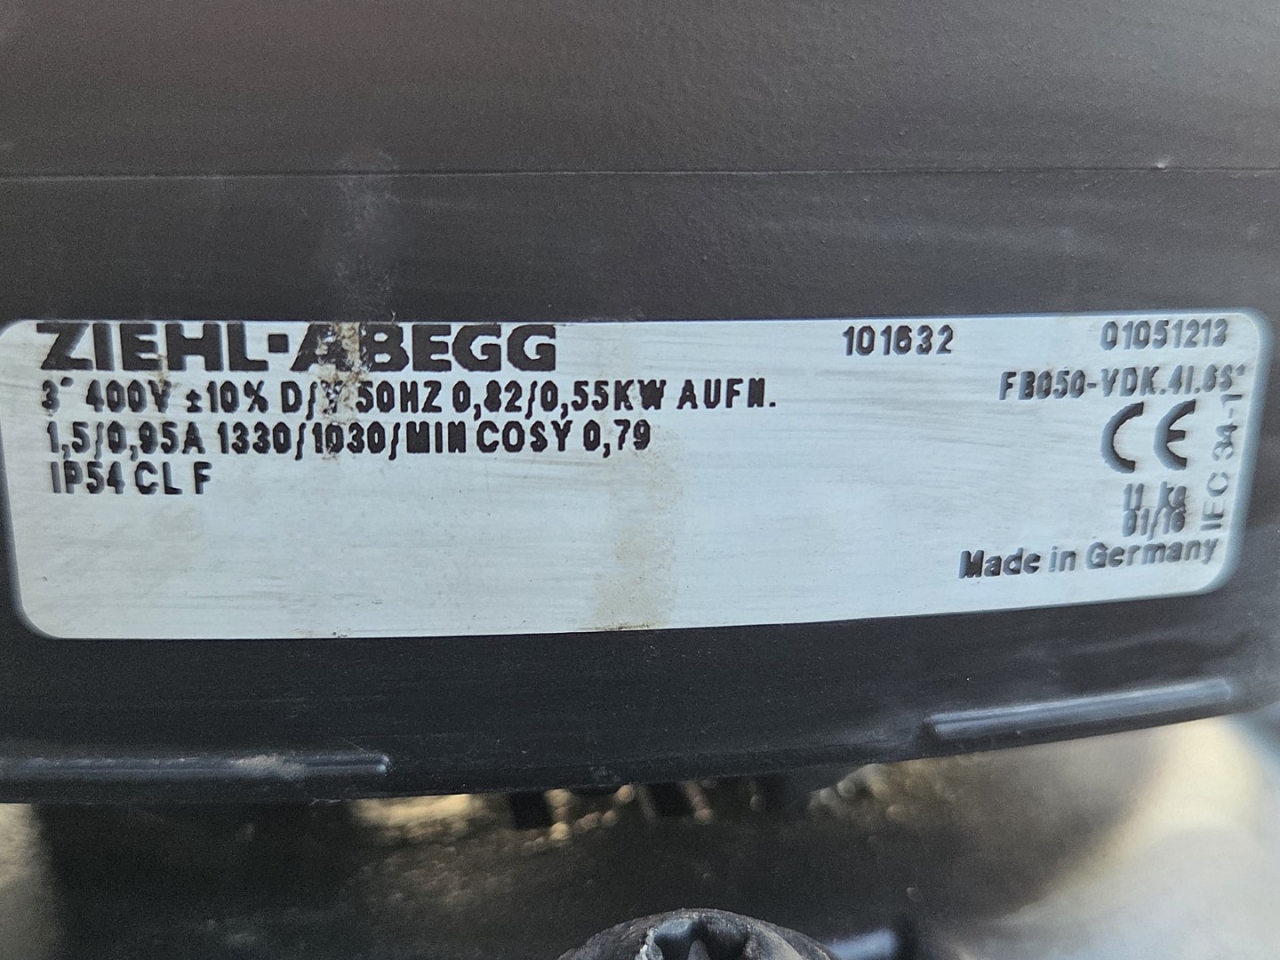 ZIEHL-ABEGG
101632
01051213
3~ 400V ±10% D/Y 50HZ 0,82/0,55KW AUFN.
FB050-VDK.4I.6S*
1,5/0,95A 1330/1030/MIN COSY 0,79
CE
IEC 34-1
IP54 CL F
11 kg
01/16
Made in Germany